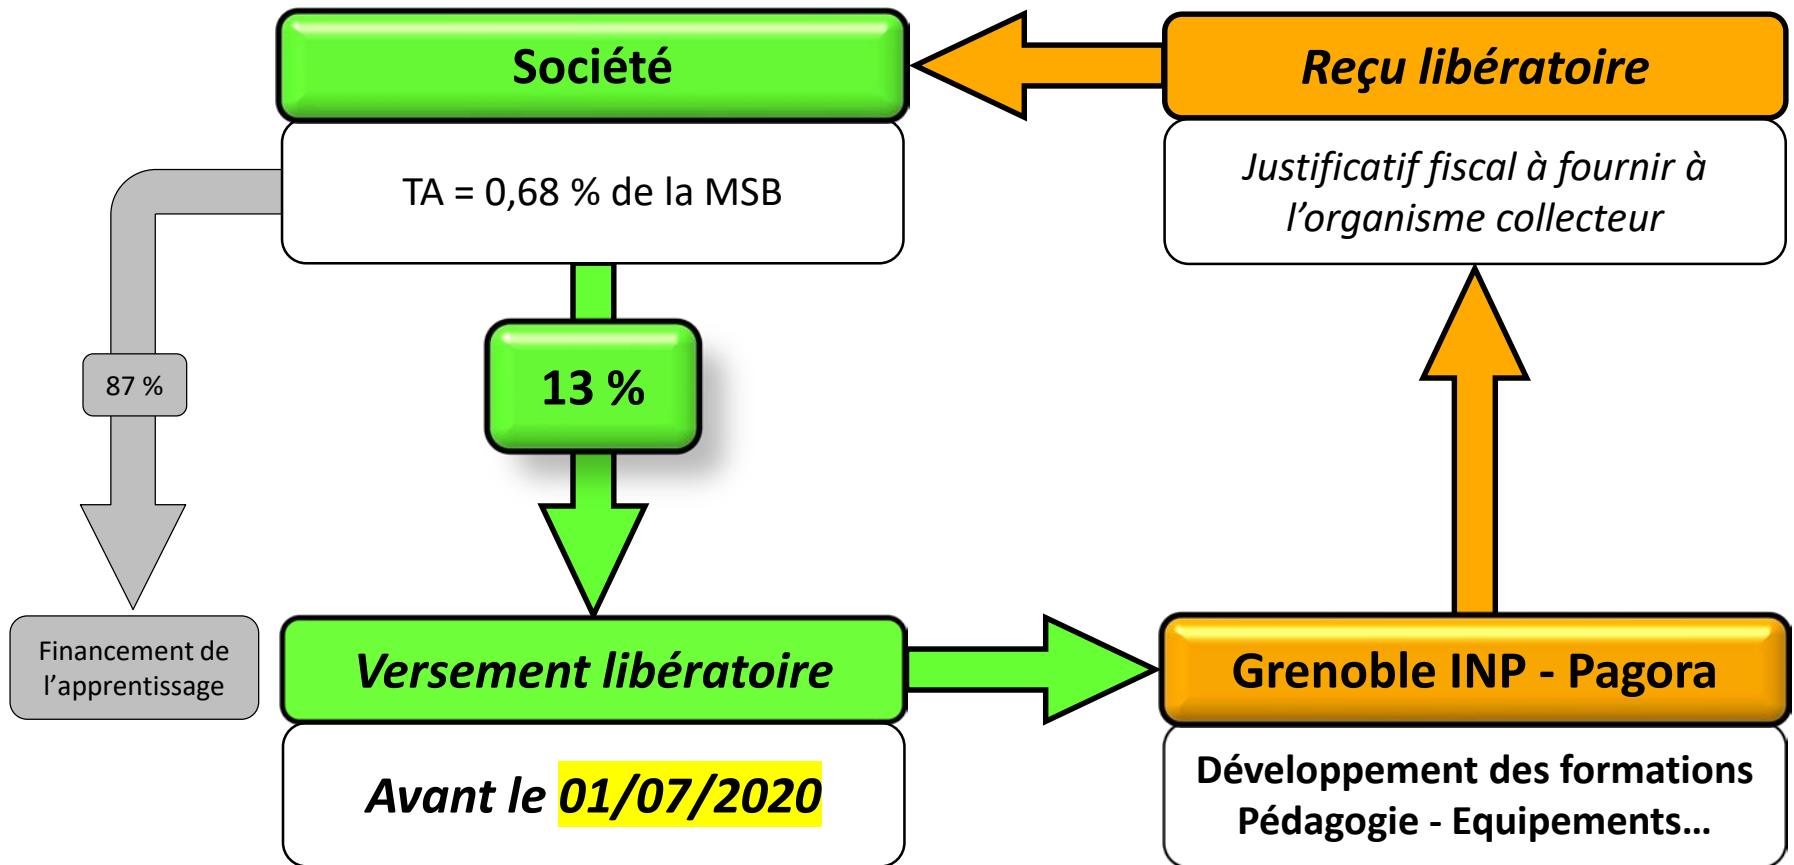 Société
TA = 0,68 % de la MSB
Reçu libératoire
Justificatif fiscal à fournir à
l’organisme collecteur
87 %
13 %
Financement de
l’apprentissage
Versement libératoire
Avant le 01/07/2020
Grenoble INP - Pagora
Développement des formations
Pédagogie - Equipements…